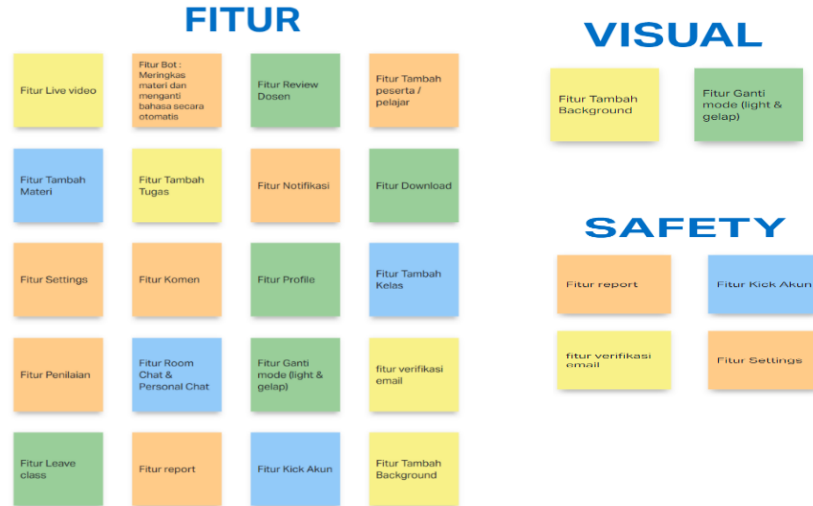 FITUR
Fitur Live video
Fitur Bot :
Meringkas
materi dan
menganti
bahasa secara
otomatis
Fitur Review
Dosen
Fitur Tambah
peserta /
pelajar
Fitur Tambah
Materi
Fitur Tambah
Tugas
Fitur Notifikasi
Fitur Download
Fitur Settings
Fitur Komen
Fitur Profile
Fitur Tambah
Kelas
Fitur Penilaian
Fitur Room
Chat &
Personal Chat
Fitur Ganti
mode (light &
gelap)
fitur verifikasi
email
Fitur Leave
class
Fitur report
Fitur Kick Akun
Fitur Tambah
Background
VISUAL
Fitur Tambah
Background
Fitur Ganti
mode (light &
gelap)
SAFETY
Fitur report
Fitur Kick Akun
fitur verifikasi
email
Fitur Settings